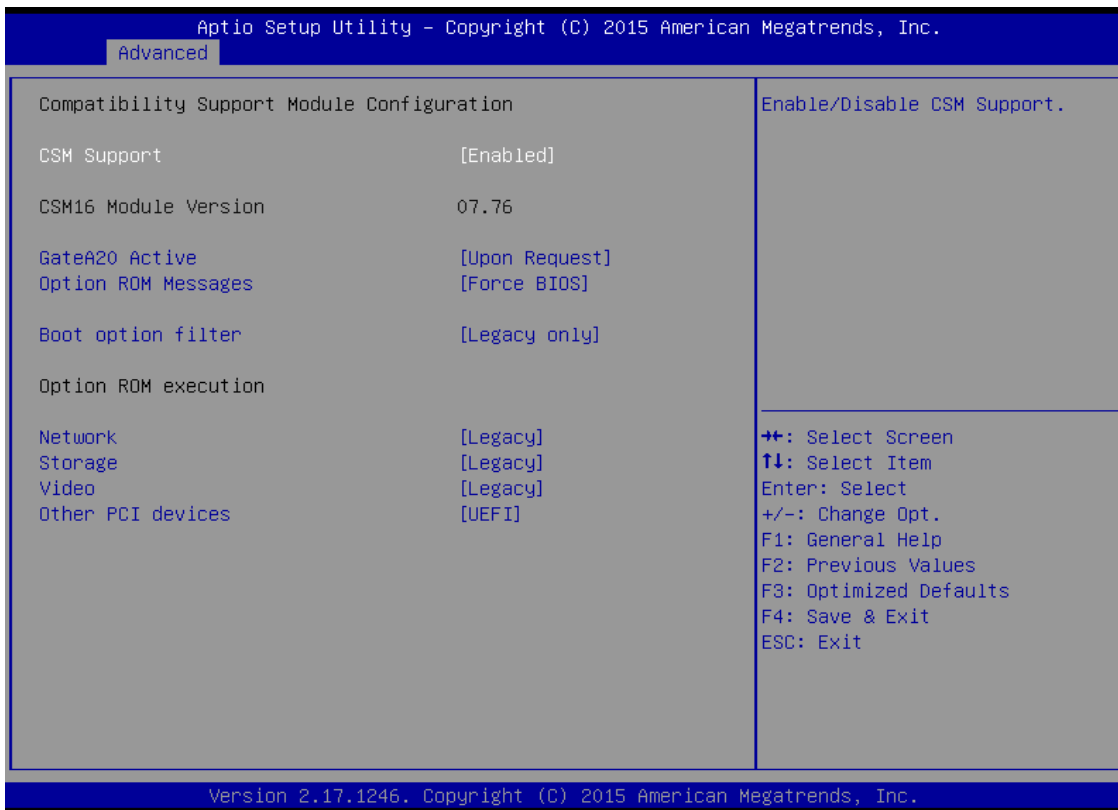 Aptio Setup Utility – Copyright (C) 2015 American Megatrends, Inc.
Advanced
Compatibility Support Module Configuration
CSM Support [Enabled]
CSM16 Module Version 07.76
GateA20 Active [Upon Request]
Option ROM Messages [Force BIOS]
Boot option filter [Legacy only]
Option ROM execution
Network [Legacy]
Storage [Legacy]
Video [Legacy]
Other PCI devices [UEFI]
Enable/Disable CSM Support.
→←: Select Screen
↑↓: Select Item
Enter: Select
+/-: Change Opt.
F1: General Help
F2: Previous Values
F3: Optimized Defaults
F4: Save & Exit
ESC: Exit
Version 2.17.1246. Copyright (C) 2015 American Megatrends, Inc.